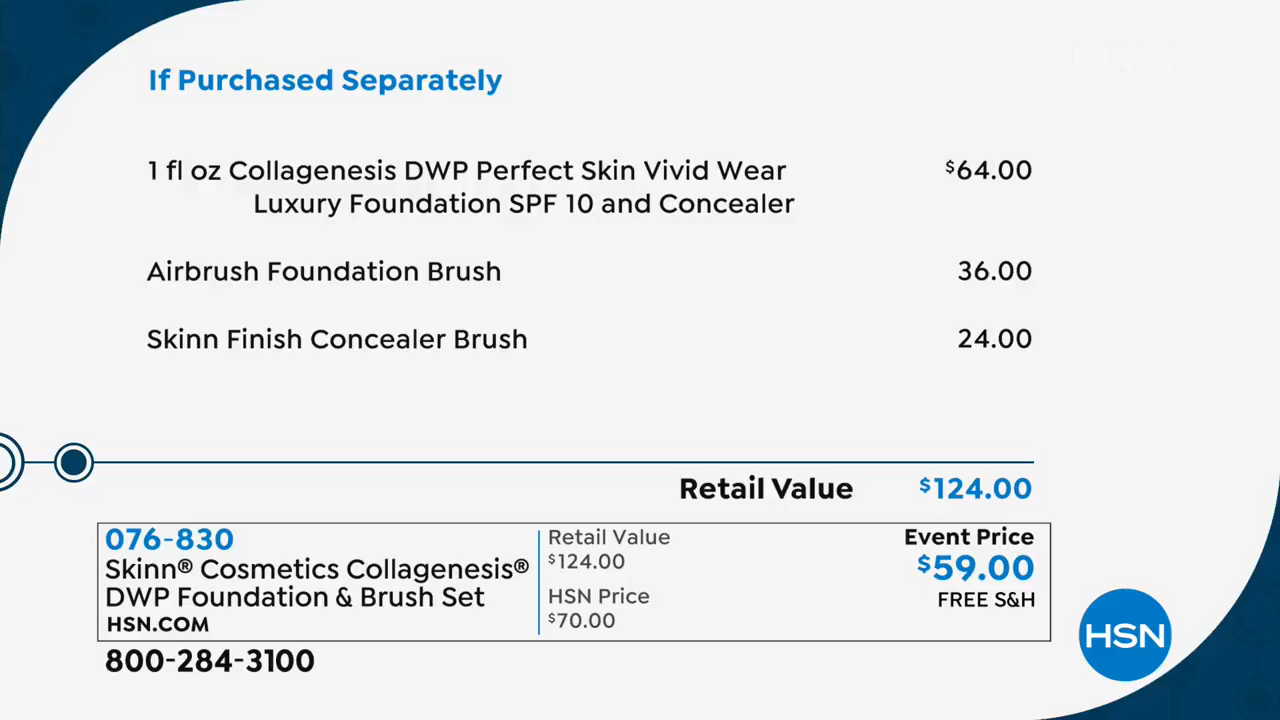 LIVE
If Purchased Separately
1 fl oz Collagenesis DWP Perfect Skin Vivid Wear $64.00
Luxury Foundation SPF 10 and Concealer
Airbrush Foundation Brush 36.00
Skinn Finish Concealer Brush 24.00
Retail Value $124.00
076-830
Skinn® Cosmetics Collagenesis®
DWP Foundation & Brush Set
HSN.COM
Retail Value
$124.00
HSN Price
$70.00
Event Price
$59.00
FREE S&H
800-284-3100
HSN